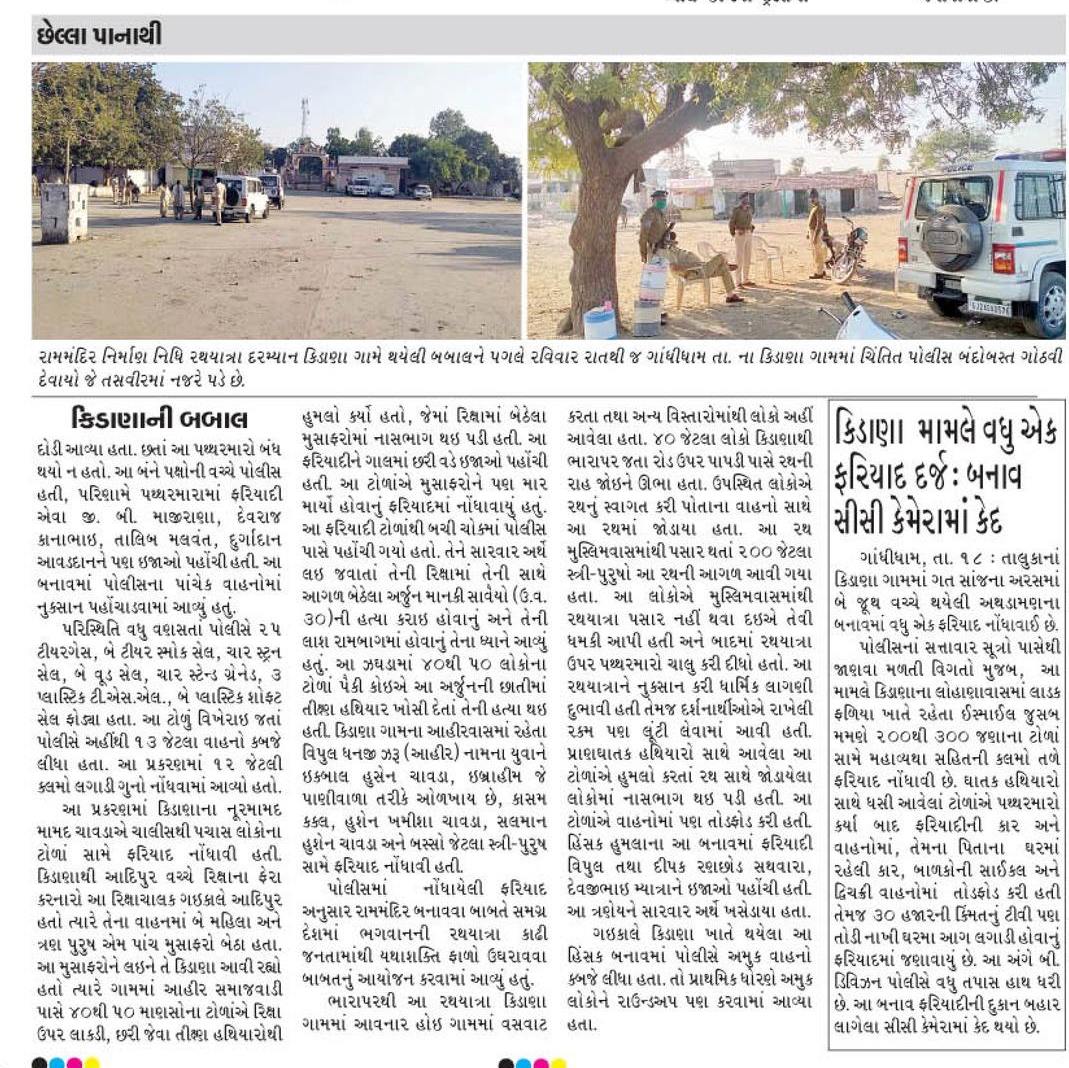 છેલ્લા પાનાથી
POLICE
રામમંદિર નિર્માણ નિધિ રથયાત્રા દરમ્યાન કિડાણા ગામે થયેલી બબાલને પગલે રવિવાર રાતથી જ ગાંધીધામ તા. ના કિડાણા ગામમાં ચિંતિત પોલીસ બંદોબસ્ત ગોઠવી
દેવાયો જે તસવીરમાં નજરે પડે છે.
કિડાણાની બબાલ
દોડી આવ્યા હતા. છતાં આ પથ્થરમારો બંધ
થયો ન હતો. આ બંને પક્ષોની વચ્ચે પોલીસ
હતી, પરિણામે પથ્થરમારામાં ફરિયાદી
એવા જી. બી. માજીરાણા, દેવરાજ
કાનાભાઇ, તાલિબ મલવંત, દુર્ગાદાન
આવડદાનને પણ ઇજાઓ પહોંચી હતી. આ
બનાવમાં પોલીસના પાંચેક વાહનોમાં
નુક્સાન પહોંચાડવામાં આવ્યું હતું.
પરિસ્થિતિ વધુ વણસતાં પોલીસે ૨૫
ટીયરગેસ, બે ટીયર સ્મોક સેલ, ચાર સ્ટન
સેલ, બે વૂડ સેલ, ચાર સ્ટેન્ડ ગ્રેનેડ, ૩
પ્લાસ્ટિક ટી.એસ.એલ., બે પ્લાસ્ટિક શોફ્ટ
સેલ ફોડ્યા હતા. આ ટોળું વિખેરાઇ જતાં
પોલીસે અહીંથી ૧૩ જેટલા વાહનો કબજે
લીધા હતા. આ પ્રકરણમાં ૧૨ જેટલી
ક્લમો લગાડી ગુનો નોંધવામાં આવ્યો હતો.
આ પ્રકરણમાં કિડાણાના નૂરમામદ
મામદ ચાવડાએ ચાલીસથી પચાસ લોકોના
ટોળાં સામે ફરિયાદ નોંધાવી હતી.
કિડાણાથી આદિપુર વચ્ચે રિક્ષાના ફેરા
કરનારો આ રિક્ષાચાલક ગઇકાલે આદિપુર
હતો ત્યારે તેના વાહનમાં બે મહિલા અને
ત્રણ પુરુષ એમ પાંચ મુસાફરો બેઠા હતા.
આ મુસાફરોને લઇને તે કિડાણા આવી રહ્યો
હતો ત્યારે ગામમાં આહીર સમાજવાડી
પાસે ૪૦થી ૫૦ માણસોના ટોળાએ રિક્ષા
ઉપર લાકડી, છરી જેવા તીક્ષ્ણ હથિયારોથી
હુમલો કર્યો હતો, જેમાં રિક્ષામાં બેઠેલા
મુસાફરોમાં નાસભાગ થઇ પડી હતી. આ
ફરિયાદીને ગાલમાં છરી વડે ઇજાઓ પહોંચી
હતી. આ ટોળાંએ મુસાફરોને પણ માર
માર્યો હોવાનું ફરિયાદમાં નોંધાવાયું હતું.
આ ફરિયાદી ટોળાંથી બચી ચોકમાં પોલીસ
પાસે પહોંચી ગયો હતો. તેને સારવાર અર્થે
લઇ જવાતાં તેની રિક્ષામાં તેની સાથે
આગળ બેઠેલા અર્જુન માનકી સાવેયો (ઉ.વ.
૩૦)ની હત્યા કરાઇ હોવાનું અને તેની
લાશ રામબાગમાં હોવાનું તેના ધ્યાને આવ્યું
હતું. આ ઝઘડામાં ૪૦થી ૫૦ લોકોના
ટોળાં પૈકી કોઇએ આ અર્જુનની છાતીમાં
તીક્ષ્ણ હથિયાર ખોસી દેતાં તેની હત્યા થઇ
હતી. કિડાણા ગામના આહીરવાસમાં રહેતા
વિપુલ ધનજી ઝરૂ (આહીર) નામના યુવાને
ઇકબાલ હુસેન ચાવડા, ઇબ્રાહીમ જે
પાણીવાળા તરીકે ઓળખાય છે, કાસમ
કકલ, હુશેન ખમીશા ચાવડા, સલમાન
હુશેન ચાવડા અને બસ્સો જેટલા સ્ત્રી-પુરુષ
સામે ફરિયાદ નોંધાવી હતી.
પોલીસમાં નોંધાયેલી ફરિયાદ
અનુસાર રામમંદિર બનાવવા બાબતે સમગ્ર
દેશમાં ભગવાનની રથયાત્રા કાઢી
જનતામાંથી યથાશક્તિ ફાળો ઉઘરાવવા
બાબતનું આયોજન કરવામાં આવ્યું હતું.
ભારાપરથી આ રથયાત્રા કિડાણા
ગામમાં આવનાર હોઇ ગામમાં વસવાટ
કરતા તથા અન્ય વિસ્તારોમાંથી લોકો અહીં
આવેલા હતા. ૪૦ જેટલા લોકો કિડાણાથી
ભારાપર જતા રોડ ઉપર પાપડી પાસે રથની
રાહ જોઇને ઊભા હતા. ઉપસ્થિત લોકોએ
રથનું સ્વાગત કરી પોતાના વાહનો સાથે
આ રથમાં જોડાયા હતા. આ રથ
મુસ્લિમવાસમાંથી પસાર થતાં ૨૦૦ જેટલા
સ્ત્રી-પુરુષો આ રથની આગળ આવી ગયા
હતા. આ લોકોએ મુસ્લિમવાસમાંથી
રથયાત્રા પસાર નહીં થવા દઇએ તેવી
ધમકી આપી હતી અને બાદમાં રથયાત્રા
ઉપર પથ્થરમારો ચાલુ કરી દીધો હતો. આ
રથયાત્રાને નુક્સાન કરી ધાર્મિક લાગણી
દુભાવી હતી તેમજ દર્શનાર્થીઓએ રાખેલી
રકમ પણ લૂંટી લેવામાં આવી હતી.
પ્રાણઘાતક હથિયારો સાથે આવેલા આ
ટોળાંએ હુમલો કરતાં રથ સાથે જોડાયેલા
લોકોમાં નાસભાગ થઇ પડી હતી. આ
ટોળાંએ વાહનોમાં પણ તોડફોડ કરી હતી.
હિંસક હુમલાના આ બનાવમાં ફરિયાદી
વિપુલ તથા દીપક રણછોડ સથવારા,
દેવજીભાઇ મ્યાત્રાને ઇજાઓ પહોંચી હતી.
આ ત્રણેયને સારવાર અર્થે ખસેડાયા હતા.
ગઇકાલે કિડાણા ખાતે થયેલા આ
હિંસક બનાવમાં પોલીસે અમુક વાહનો
કબજે લીધા હતા. તો પ્રાથમિક ધોરણે અમુક
લોકોને રાઉન્ડઅપ પણ કરવામાં આવ્યા
હતા.
કિડાણા મામલે વધુ એક
ફરિયાદ દર્જ : બનાવ
સીસી કેમેરામાં કેદ
ગાંધીધામ, તા. ૧૮ : તાલુકાનાં
કિડાણા ગામમાં ગત સાંજના અરસમાં
બે જૂથ વચ્ચે થયેલી અથડામણના
બનાવમાં વધુ એક ફરિયાદ નોંધાવાઈ છે.
પોલીસનાં સત્તાવાર સૂત્રો પાસેથી
જાણવા મળતી વિગતો મુજબ, આ
મામલે કિડાણાના લોહાણાવાસમાં લાડક
ફળિયા ખાતે રહેતા ઈસ્માઈલ જુસબ
મમણે ૨૦૦થી ૩૦૦ જણાના ટોળાં
સામે મહાવ્યથા સહિતની કલમો તળે
ફરિયાદ નોંધાવી છે. ઘાતક હથિયારો
સાથે ધસી આવેલાં ટોળાંએ પથ્થરમારો
કર્યા બાદ ફરિયાદીની કાર અને
વાહનોમાં, તેમના પિતાના ઘરમાં
રહેલી કાર, બાળકોની સાઈકલ અને
દ્વિચક્રી વાહનોમાં તોડફોડ કરી હતી
તેમજ ૩૦ હજારની કિંમતનું ટીવી પણ
તોડી નાખી ઘરમા આગ લગાડી હોવાનું
ફરિયાદમાં જણાવાયું છે. આ અંગે બી.
ડિવિઝન પોલીસે વધુ તપાસ હાથ ધરી
છે. આ બનાવ ફરિયાદીની દુકાન બહાર
લાગેલા સીસી કેમેરામાં કેદ થયો છે.